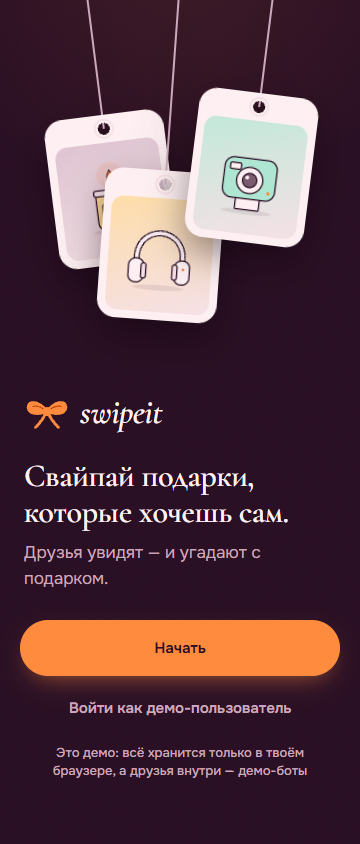 swipeit
Свайпай подарки,
которые хочешь сам.
Друзья увидят — и угадают с
подарком.
Начать
Войти как демо-пользователь
Это демо: всё хранится только в твоём
браузере, а друзья внутри — демо-боты